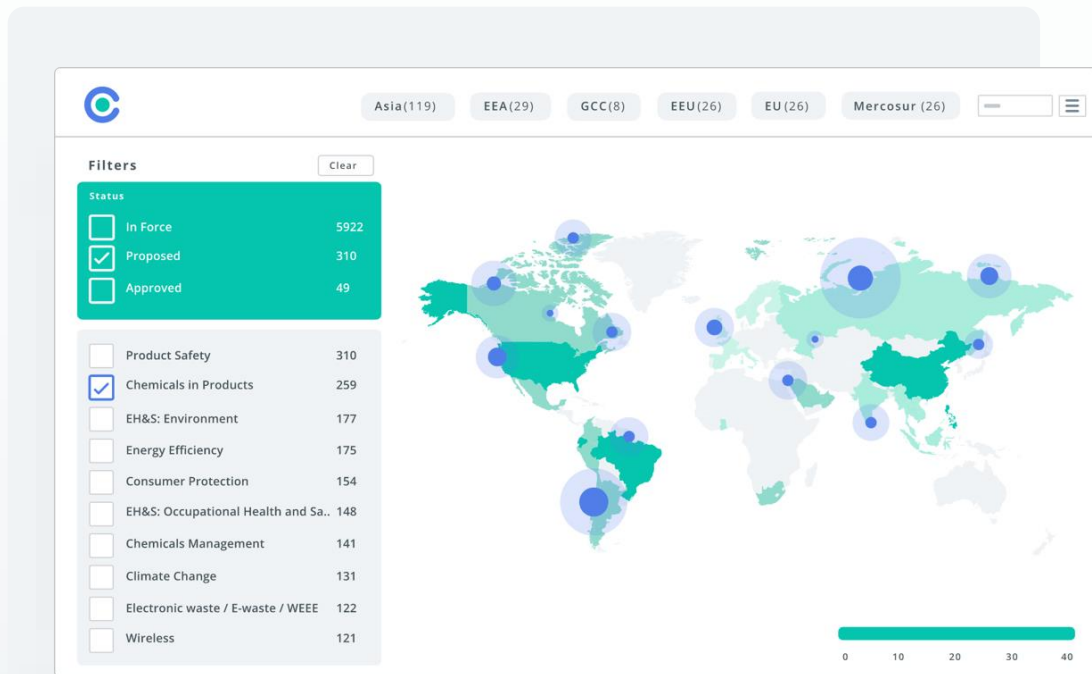 Asia(119) EEA(29) GCC(8) EEU(26) EU(26) Mercosur (26)
Filters Clear
Status
In Force 5922
Proposed 310
Approved 49
Product Safety 310
Chemicals in Products 259
EH&S: Environment 177
Energy Efficiency 175
Consumer Protection 154
EH&S: Occupational Health and Sa.. 148
Chemicals Management 141
Climate Change 131
Electronic waste / E-waste / WEEE 122
Wireless 121
0 10 20 30 40